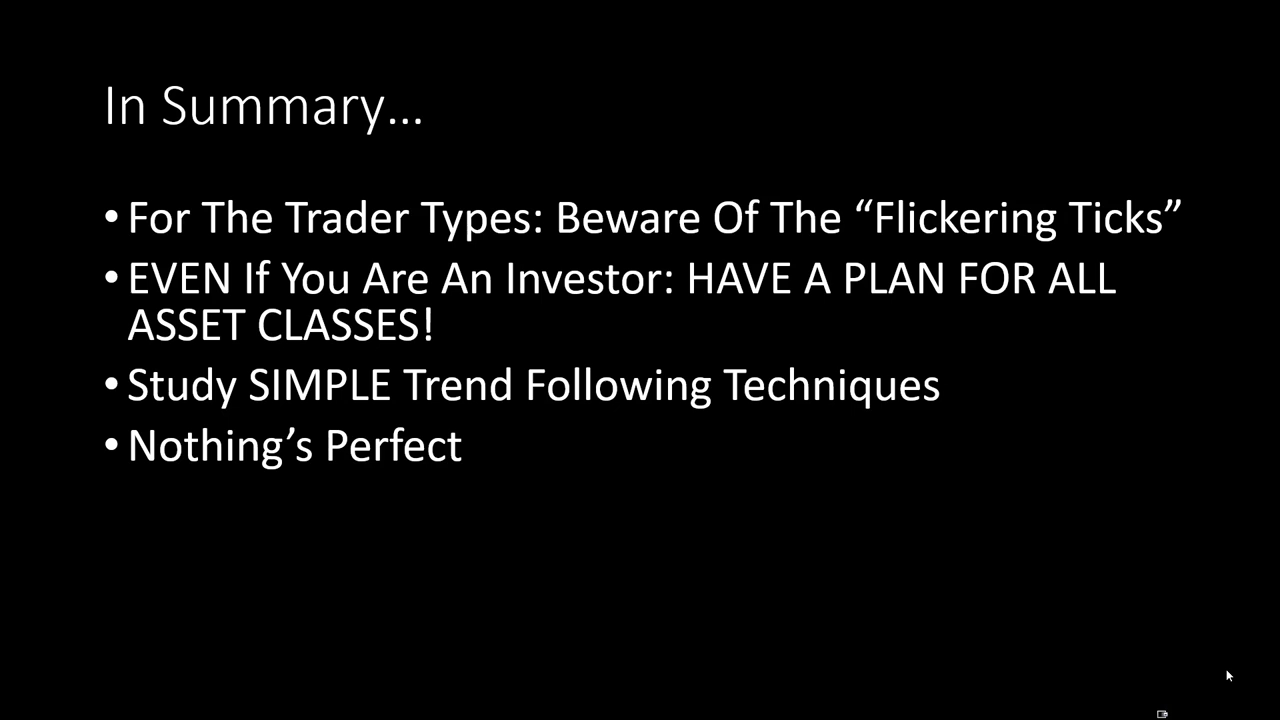 In Summary...
• For The Trader Types: Beware Of The “Flickering Ticks”
• EVEN If You Are An Investor: HAVE A PLAN FOR ALL
ASSET CLASSES!
• Study SIMPLE Trend Following Techniques
• Nothing’s Perfect